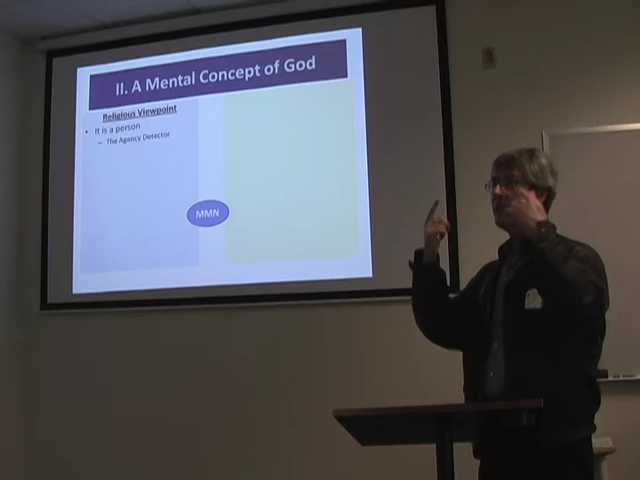 II. A Mental Concept of God
Religious Viewpoint
• It is a person
– The Agency Detector
MMN